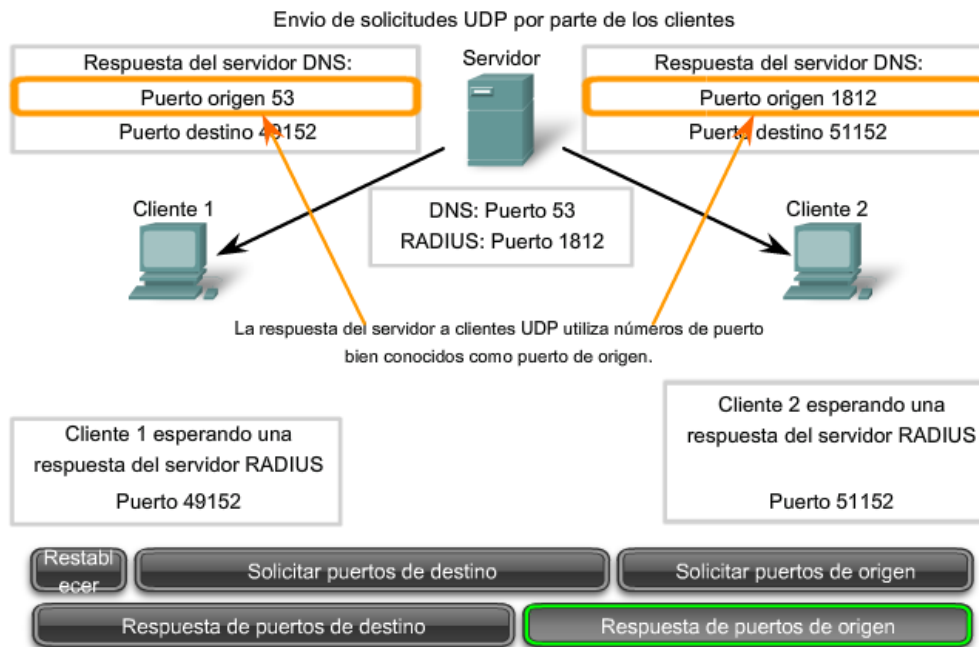 Envio de solicitudes UDP por parte de los clientes
Respuesta del servidor DNS:
Puerto origen 53
Puerto destino 49152
Servidor
Respuesta del servidor DNS:
Puerto origen 1812
Puerto destino 51152
Cliente 1
DNS: Puerto 53
RADIUS: Puerto 1812
Cliente 2
La respuesta del servidor a clientes UDP utiliza números de puerto
bien conocidos como puerto de origen.
Cliente 1 esperando una
respuesta del servidor RADIUS
Puerto 49152
Cliente 2 esperando una
respuesta del servidor RADIUS
Puerto 51152
Restabl
ecer
Solicitar puertos de destino
Solicitar puertos de origen
Respuesta de puertos de destino
Respuesta de puertos de origen